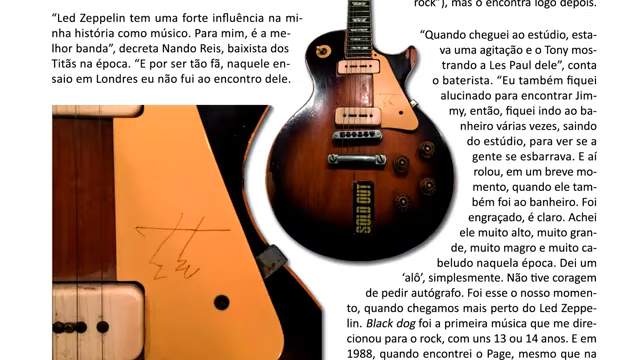 “Led Zeppelin tem uma forte influência na mi-
nha história como músico. Para mim, é a me-
lhor banda”, decreta Nando Reis, baixista dos
Titãs na época. “E por ser tão fã, naquele en-
saio em Londres eu não fui ao encontro dele.
SOLD OUT
rock”), mas o encontra logo depois.
“Quando cheguei ao estúdio, esta-
va uma agitação e o Tony mos-
trando a Les Paul dele”, conta
o baterista. “Eu também fiquei
alucinado para encontrar Jim-
my, então, fiquei indo ao ba-
nheiro várias vezes, saindo
do estúdio, para ver se a
gente se esbarrava. E aí
rolou, em um breve mo-
mento, quando ele tam-
bém foi ao banheiro. Foi
engraçado, é claro. Achei
ele muito alto, muito gran-
de, muito magro e muito ca-
beludo naquela época. Dei um
‘alô’, simplesmente. Não tive coragem
de pedir autógrafo. Foi esse o nosso momen-
to, quando chegamos mais perto do Led Zeppe-
lin. Black dog foi a primeira música que me dire-
cionou para o rock, com uns 13 ou 14 anos. E em
1988, quando encontrei o Page, mesmo que na